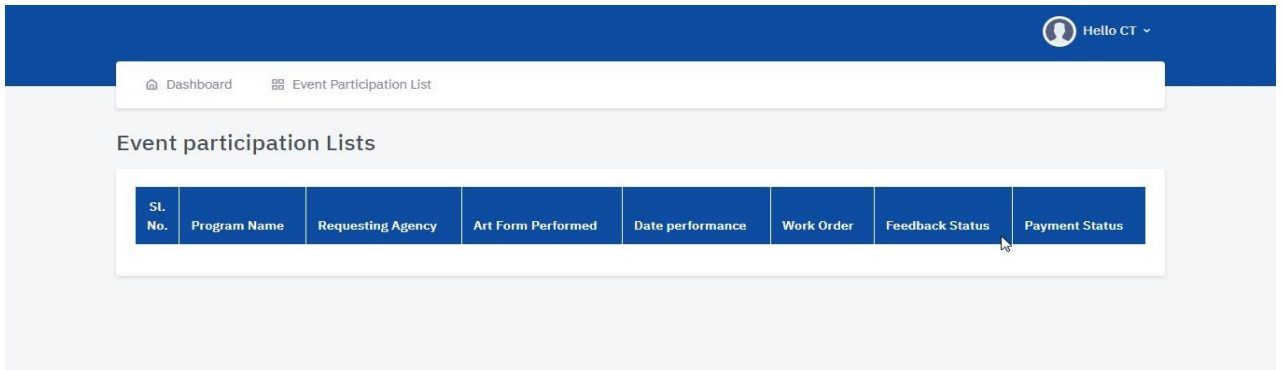 Hello CT
Dashboard Event Participation List
Event participation Lists
SL.
No. Program Name Requesting Agency Art Form Performed Date performance Work Order Feedback Status Payment Status